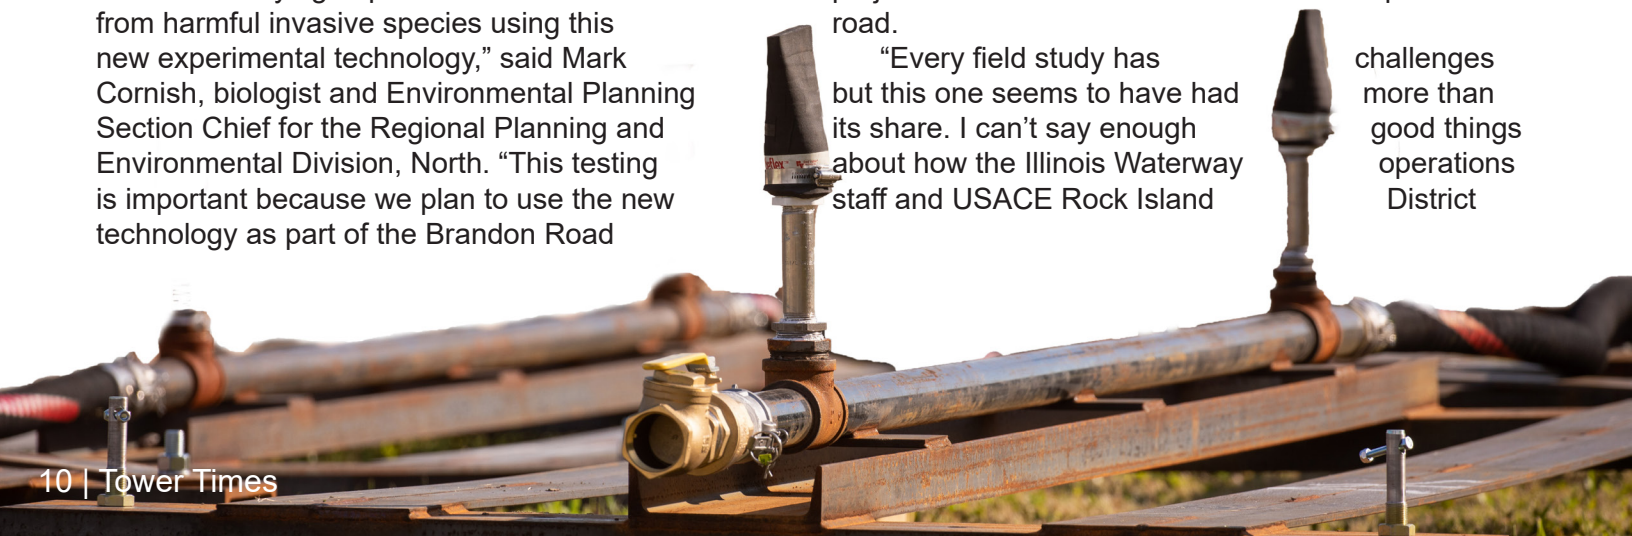 from harmful invasive species using this
new experimental technology,” said Mark
Cornish, biologist and Environmental Planning
Section Chief for the Regional Planning and
Environmental Division, North. “This testing
is important because we plan to use the new
technology as part of the Brandon Road
road.
“Every field study has challenges
but this one seems to have had more than
its share. I can’t say enough good things
about how the Illinois Waterway operations
staff and USACE Rock Island District
10 | Tower Times